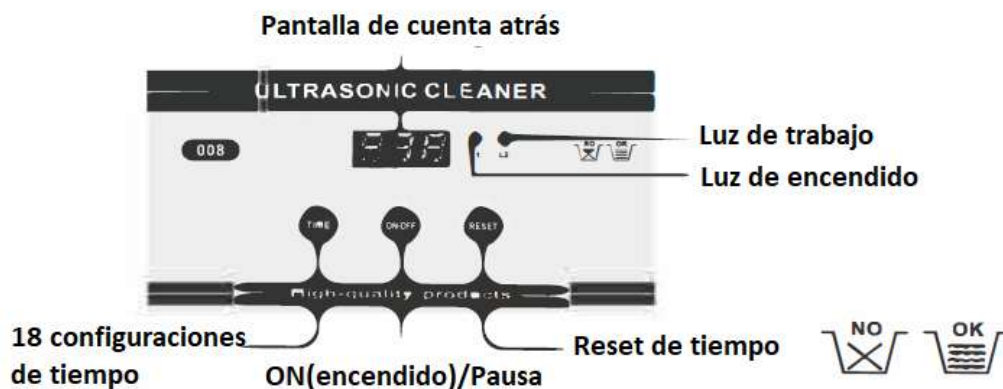 Pantalla de cuenta atrás
ULTRASONIC CLEANER
008
NO OK
Luz de trabajo
Luz de encendido
TIME ON-OFF RESET
High-quality products
18 configuraciones
de tiempo
ON(encendido)/Pausa
Reset de tiempo
NO OK